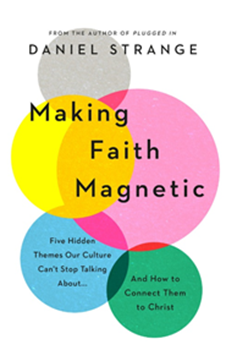 FROM THE AUTHOR OF PLUGGED IN
DANIEL STRANGE
Making
Faith
Magnetic
Five Hidden
Themes Our Culture
Can't Stop Talking
About...
And How to
Connect Them
to Christ